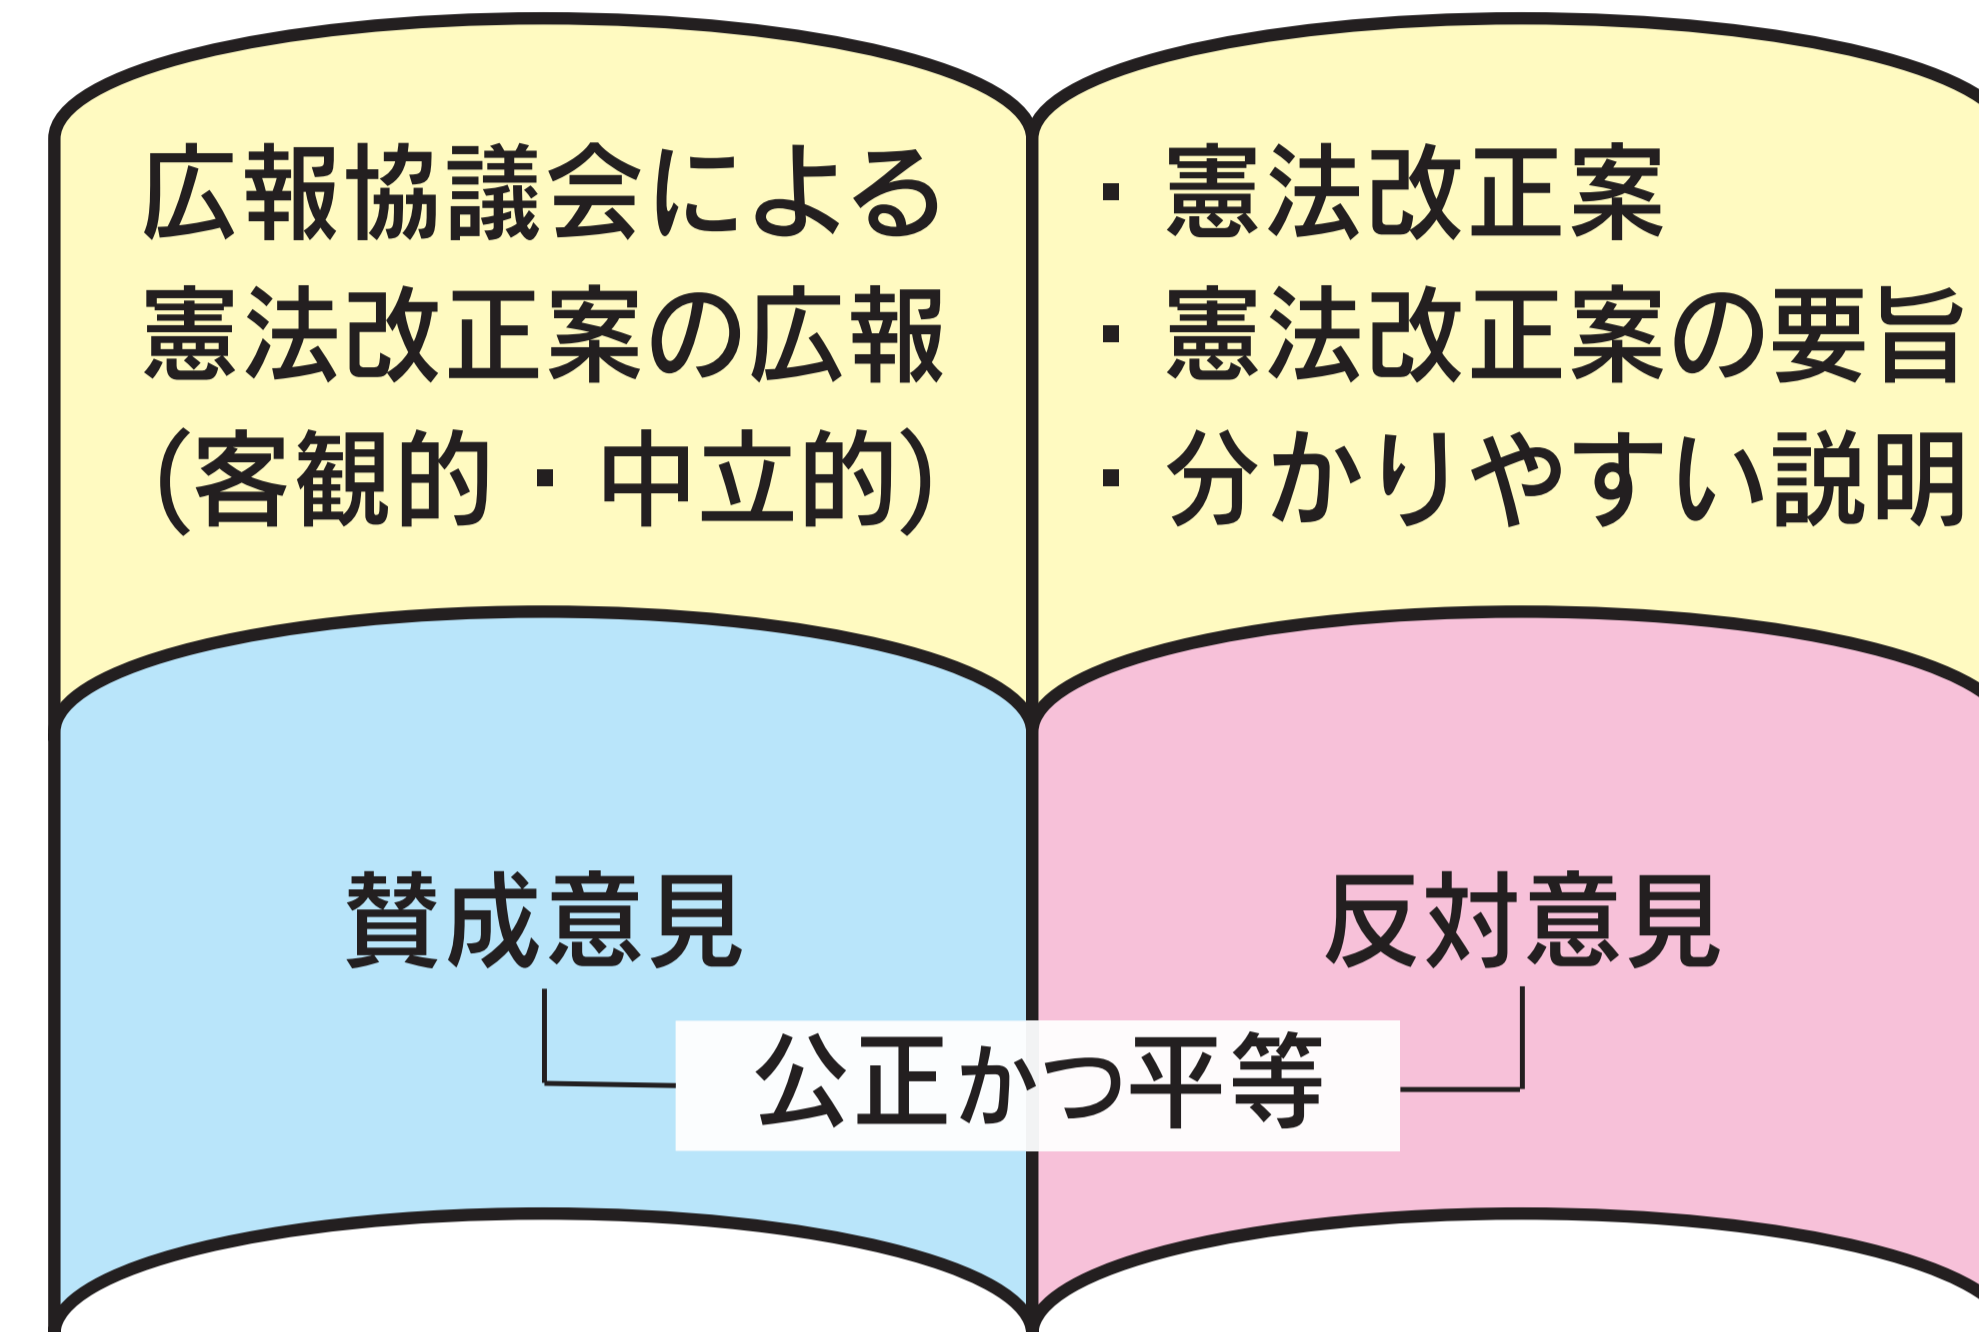 広報協議会による
憲法改正案の広報
(客観的・中立的)
・憲法改正案
・憲法改正案の要旨
・分かりやすい説明
賛成意見
反対意見
公正かつ平等